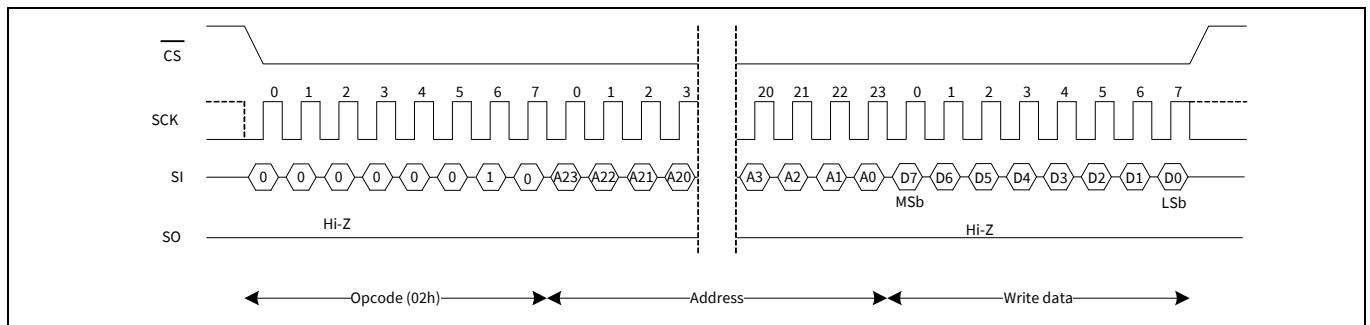 CS
0 1 2 3 4 5 6 7 0 1 2 3 20 21 22 23 0 1 2 3 4 5 6 7
SCK
SI 0 0 0 0 0 0 1 0 A23 A22 A21 A20 A3 A2 A1 A0 D7 D6 D5 D4 D3 D2 D1 D0
MSb LSb
Hi-Z Hi-Z
SO
Opcode (02h) Address Write data